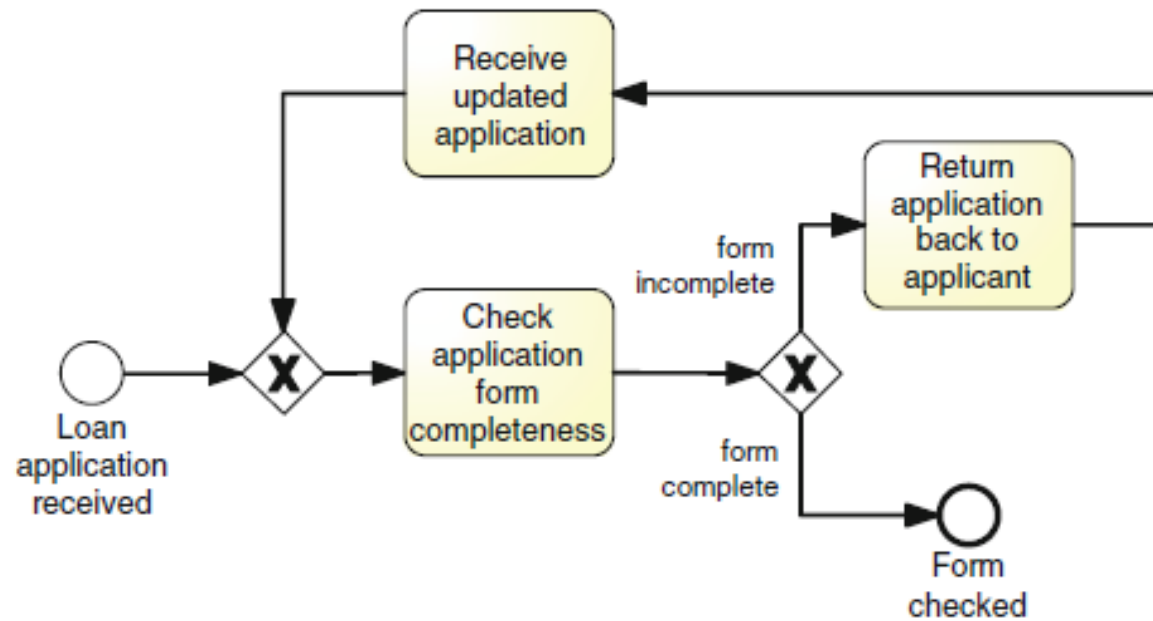 Receive
updated
application
Return
application
back to
applicant
form
incomplete
Check
application
form
completeness
X
X
Loan
application
received
form
complete
Form
checked